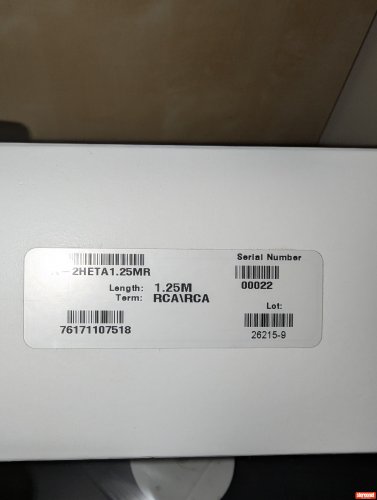 -2HETA1.25MR
Serial Number
00022
Length: 1.25M
Term: RCA\RCA
Lot:
76171107518
26215-9